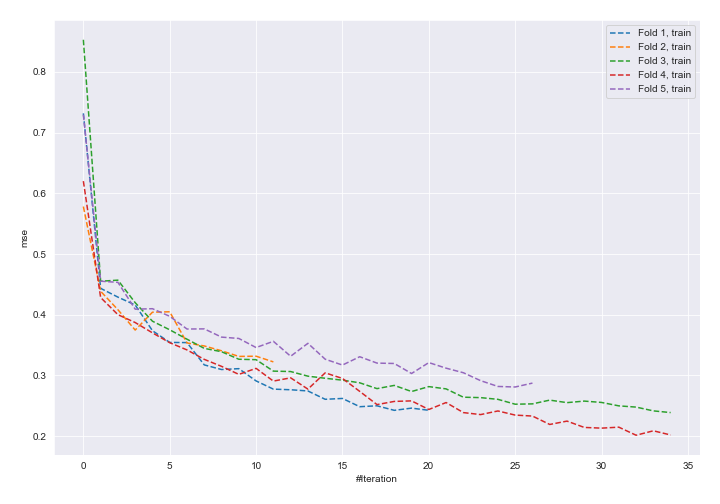 Fold 1, train
Fold 2, train
Fold 3, train
Fold 4, train
Fold 5, train
0.8
0.7
0.6
0.5
0.4
0.3
0.2
mse
0 5 10 15 20 25 30 35
#Iteration